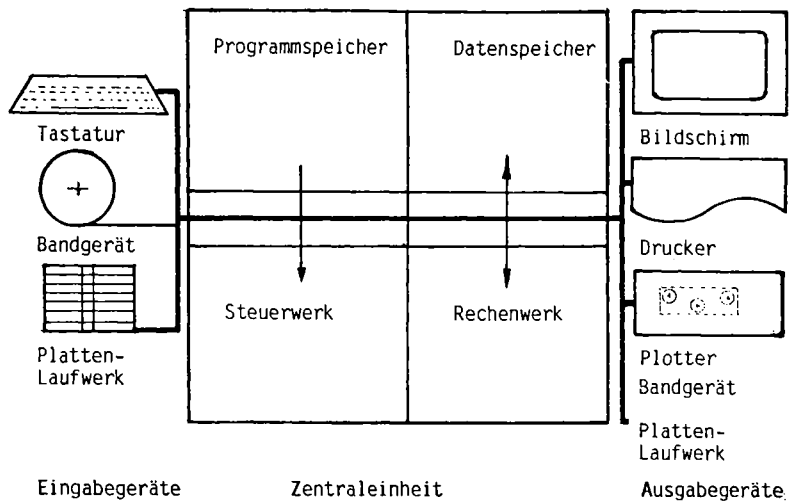 Programmspeicher
Datenspeicher
Tastatur
Bildschirm
Bandgerät
Drucker
Steuerwerk
Rechenwerk
Platten-
Laufwerk
Plotter
Bandgerät
Platten-
Laufwerk
Eingabegeräte
Zentraleinheit
Ausgabegeräte